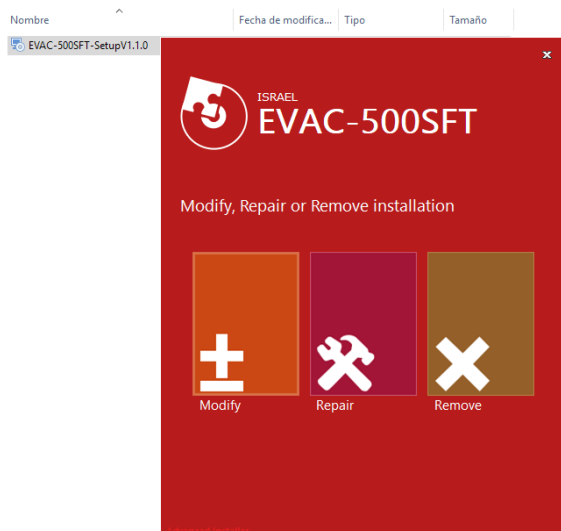 Nombre Fecha de modifica... Tipo Tamaño
EVAC-500SFT-SetupV1.1.0
ISRAEL
EVAC-500SFT
Modify, Repair or Remove installation
Modify Repair Remove